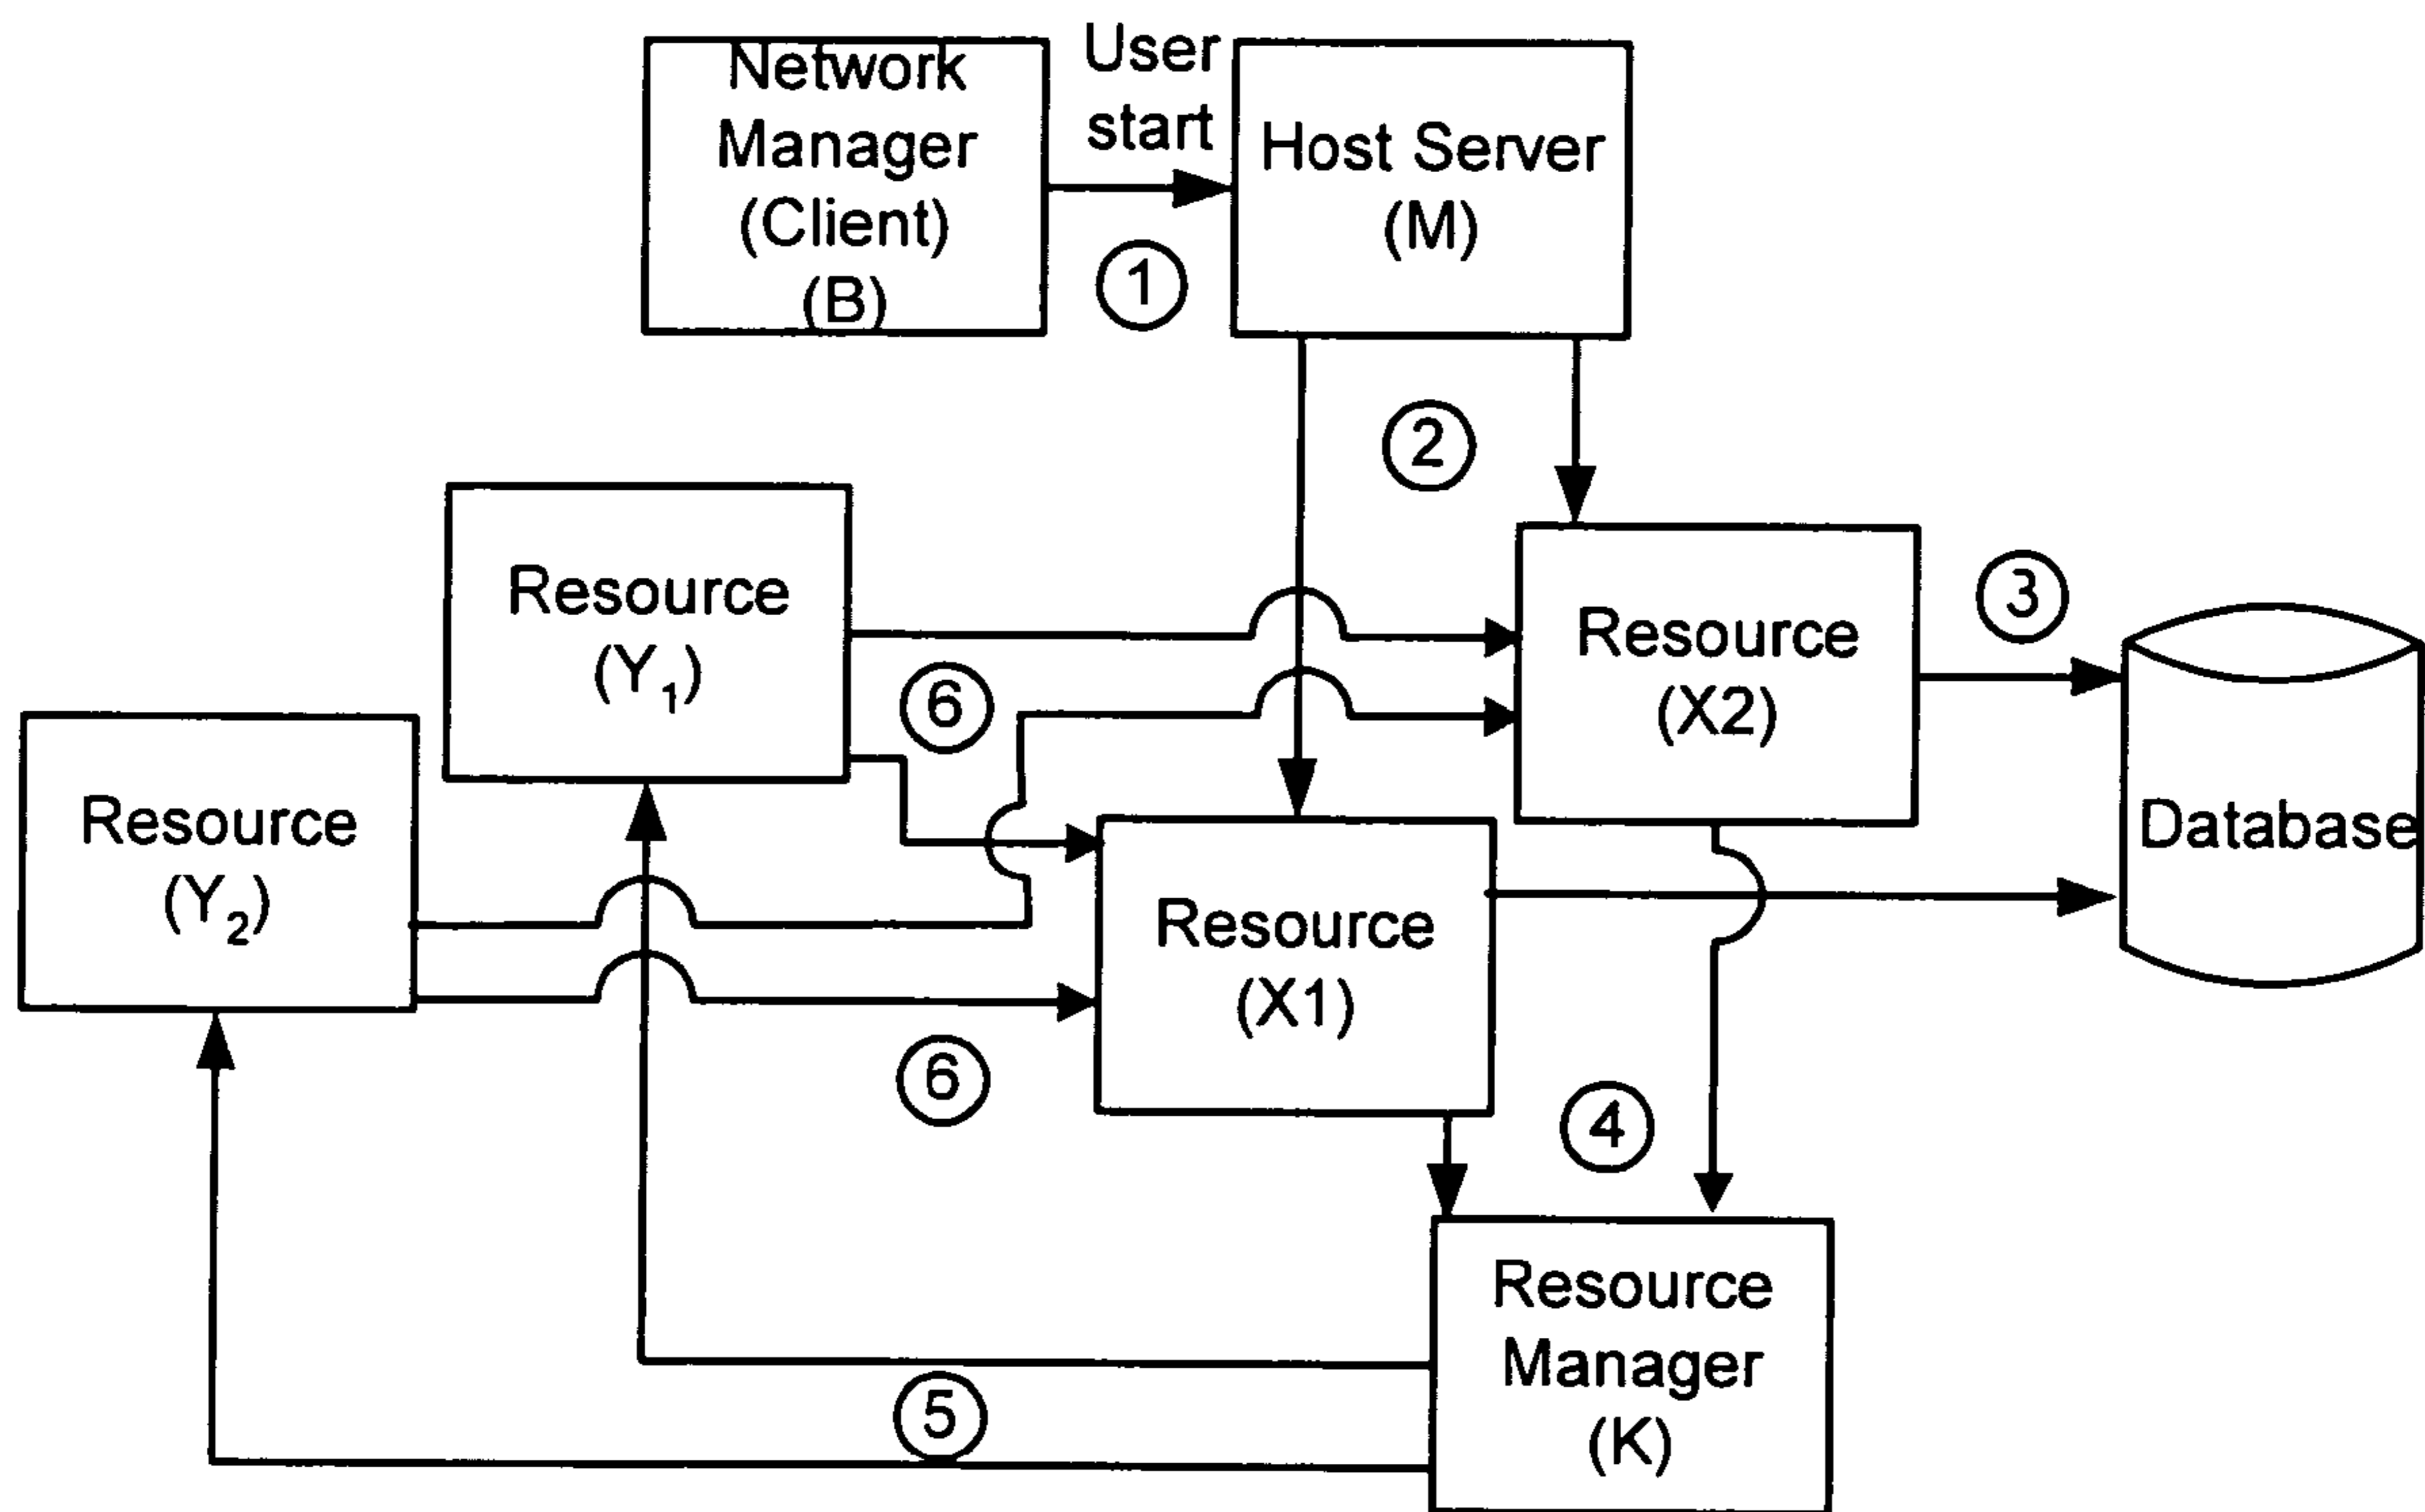 Network
Manager
(Client)
(B)
User
start
1
Host Server
(M)
2
Resource
(Y1)
6
Resource
(X2)
3
Database
Resource
(Y2)
Resource
(X1)
6
4
Resource
Manager
(K)
5